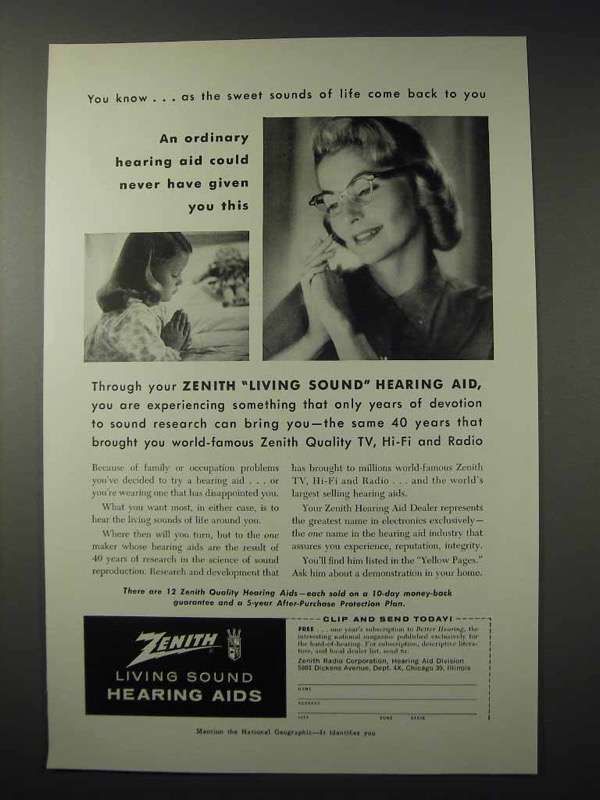 You know . . . as the sweet sounds of life come back to you
An ordinary
hearing aid could
never have given
you this
Through your ZENITH "LIVING SOUND" HEARING AID,
you are experiencing something that only years of devotion
to sound research can bring you—the same 40 years that
brought you world-famous Zenith Quality TV, Hi-Fi and Radio
Because of family or occupation problems
you've decided to try a hearing aid . . . or
you're wearing one that has disappointed you.
What you want most, in either case, is to
hear the living sounds of life around you.
Where then will you turn, but to the one
maker whose hearing aids are the result of
40 years of research in the science of sound
reproduction. Research and development that
has brought to millions world-famous Zenith
TV, Hi-Fi and Radio . . . and the world's
largest selling hearing aids.
Your Zenith Hearing Aid Dealer represents
the greatest name in electronics exclusively—
the one name in the hearing aid industry that
assures you experience, reputation, integrity.
You'll find him listed in the "Yellow Pages."
Ask him about a demonstration in your home.
There are 12 Zenith Quality Hearing Aids—each sold on a 10-day money-back
guarantee and a 5-year After-Purchase Protection Plan.
ZENITH
LIVING SOUND
HEARING AIDS
CLIP AND SEND TODAY!
FREE . . . one year's subscription to Better Hearing, the
interesting national magazine published exclusively for
the hard-of-hearing. For subscription, descriptive litera-
ture, and local dealer list, send to:
Zenith Radio Corporation, Hearing Aid Division
5801 Dickens Avenue, Dept. 4X, Chicago 39, Illinois
NAME
ADDRESS
CITY ZONE STATE
Mention the National Geographic—It identifies you